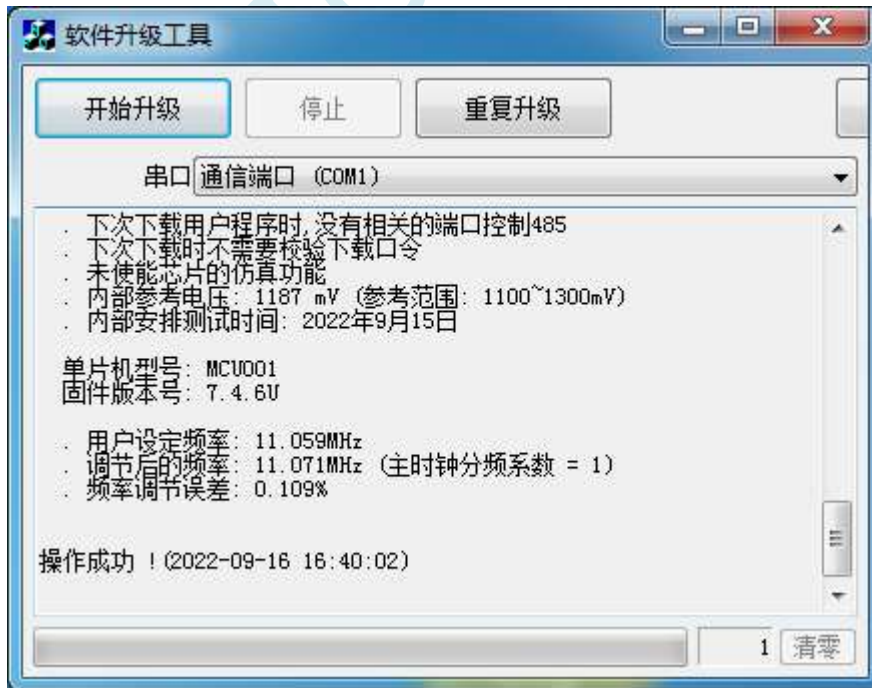 软件升级工具
开始升级 停止 重复升级
串口 通信端口 (COM1)
. 下次下载用户程序时,没有相关的端口控制485
. 下次下载时不需要校验下载口令
. 未使能芯片的仿真功能
. 内部参考电压: 1187 mV (参考范围: 1100~1300mV)
. 内部安排测试时间: 2022年9月15日
单片机型号: MCU001
固件版本号: 7.4.6U
. 用户设定频率: 11.059MHz
. 调节后的频率: 11.071MHz (主时钟分频系数 = 1)
. 频率调节误差: 0.109%
操作成功 !(2022-09-16 16:40:02)
1 清零